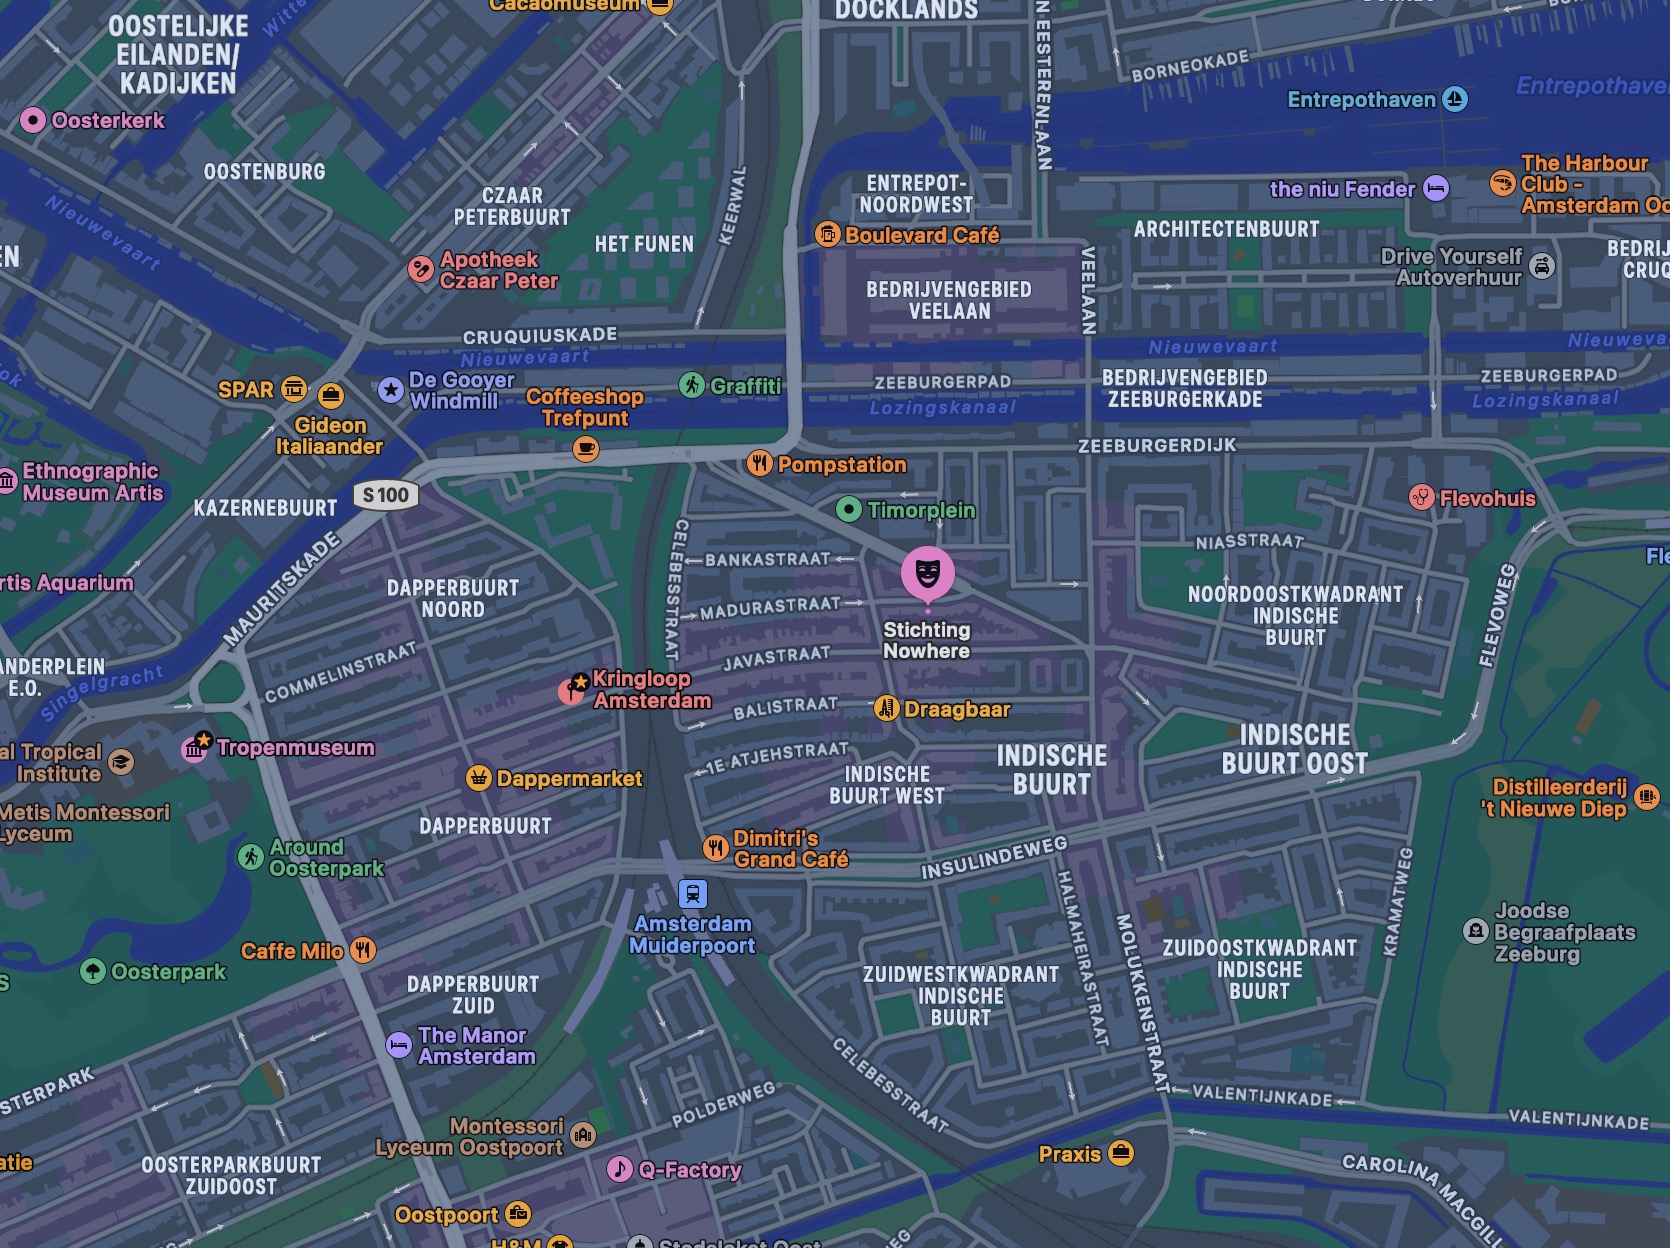 Cacaomuseum
DOCKLANDS
OOSTELIJKE
EILANDEN/
KADIJKEN
Witte
N EESTERENLAAN
BORNEOKADE
Entrepothave
Entrepothaven
Oosterkerk
OOSTENBURG
CZAAR
PETERBUURT
HET FUNEN
KEERWAL
ENTREPOT-
NOORDWEST
the niu Fender
The Harbour
Club -
Amsterdam Oo
Nieuwevaart
EN
Apotheek
Czaar Peter
Boulevard Café
ARCHITECTENBUURT
Drive Yourself
Autoverhuur
BEDRIJ
CRUQ
BEDRIJVENGEBIED
VEELAAN
VEELAAN
CRUQUIUSKADE
Nieuwevaart
Nieuwevaart
Nieuweva
ok
SPAR
De Gooyer
Windmill
Gideon
Italiaander
Coffeeshop
Trefpunt
Graffiti
ZEEBURGERPAD
Lozingskanaal
BEDRIJVENGEBIED
ZEEBURGERKADE
ZEEBURGERPAD
Lozingskanaal
ZEEBURGERDIJK
Ethnographic
Museum Artis
KAZERNEBUURT
S 100
Pompstation
Timorplein
Flevohuis
MAURITSKADE
CELEBESSTRAAT
BANKASTRAAT
NIASSTRAAT
Fle
rtis Aquarium
DAPPERBUURT
NOORD
MADURASTRAAT
Stichting
Nowhere
NOORDOOSTKWADRANT
INDISCHE
BUURT
FLEVOWEG
ANDERPLEIN
E.O.
Singelgracht
COMMELINSTRAAT
Kringloop
Amsterdam
JAVASTRAAT
BALISTRAAT
Draagbaar
al Tropical
Institute
Tropenmuseum
1E ATJEHSTRAAT
INDISCHE
BUURT
INDISCHE
BUURT OOST
Dappermarket
INDISCHE
BUURT WEST
Distilleerderij
't Nieuwe Diep
Metis Montessori
Lyceum
DAPPERBUURT
Around
Oosterpark
Dimitri's
Grand Café
INSULINDEWEG
KRAMATWEG
HALMAHEIRASTRAAT
MOLUKKENSTRAAT
Amsterdam
Muiderpoort
Joodse
Begraafplaats
Zeeburg
Caffe Milo
Oosterpark
S
DAPPERBUURT
ZUID
ZUIDWESTKWADRANT
INDISCHE
BUURT
ZUIDOOSTKWADRANT
INDISCHE
BUURT
The Manor
Amsterdam
CELEBESSTRAAT
STERPARK
POLDERWEG
VALENTIJNKADE
VALENTIJNKADE
Montessori
Lyceum Oostpoort
Praxis
atie
OOSTERPARKBUURT
ZUIDOOST
Q-Factory
CAROLINA MACGILL
Oostpoort
H&M
Stadsloket Oost
EG